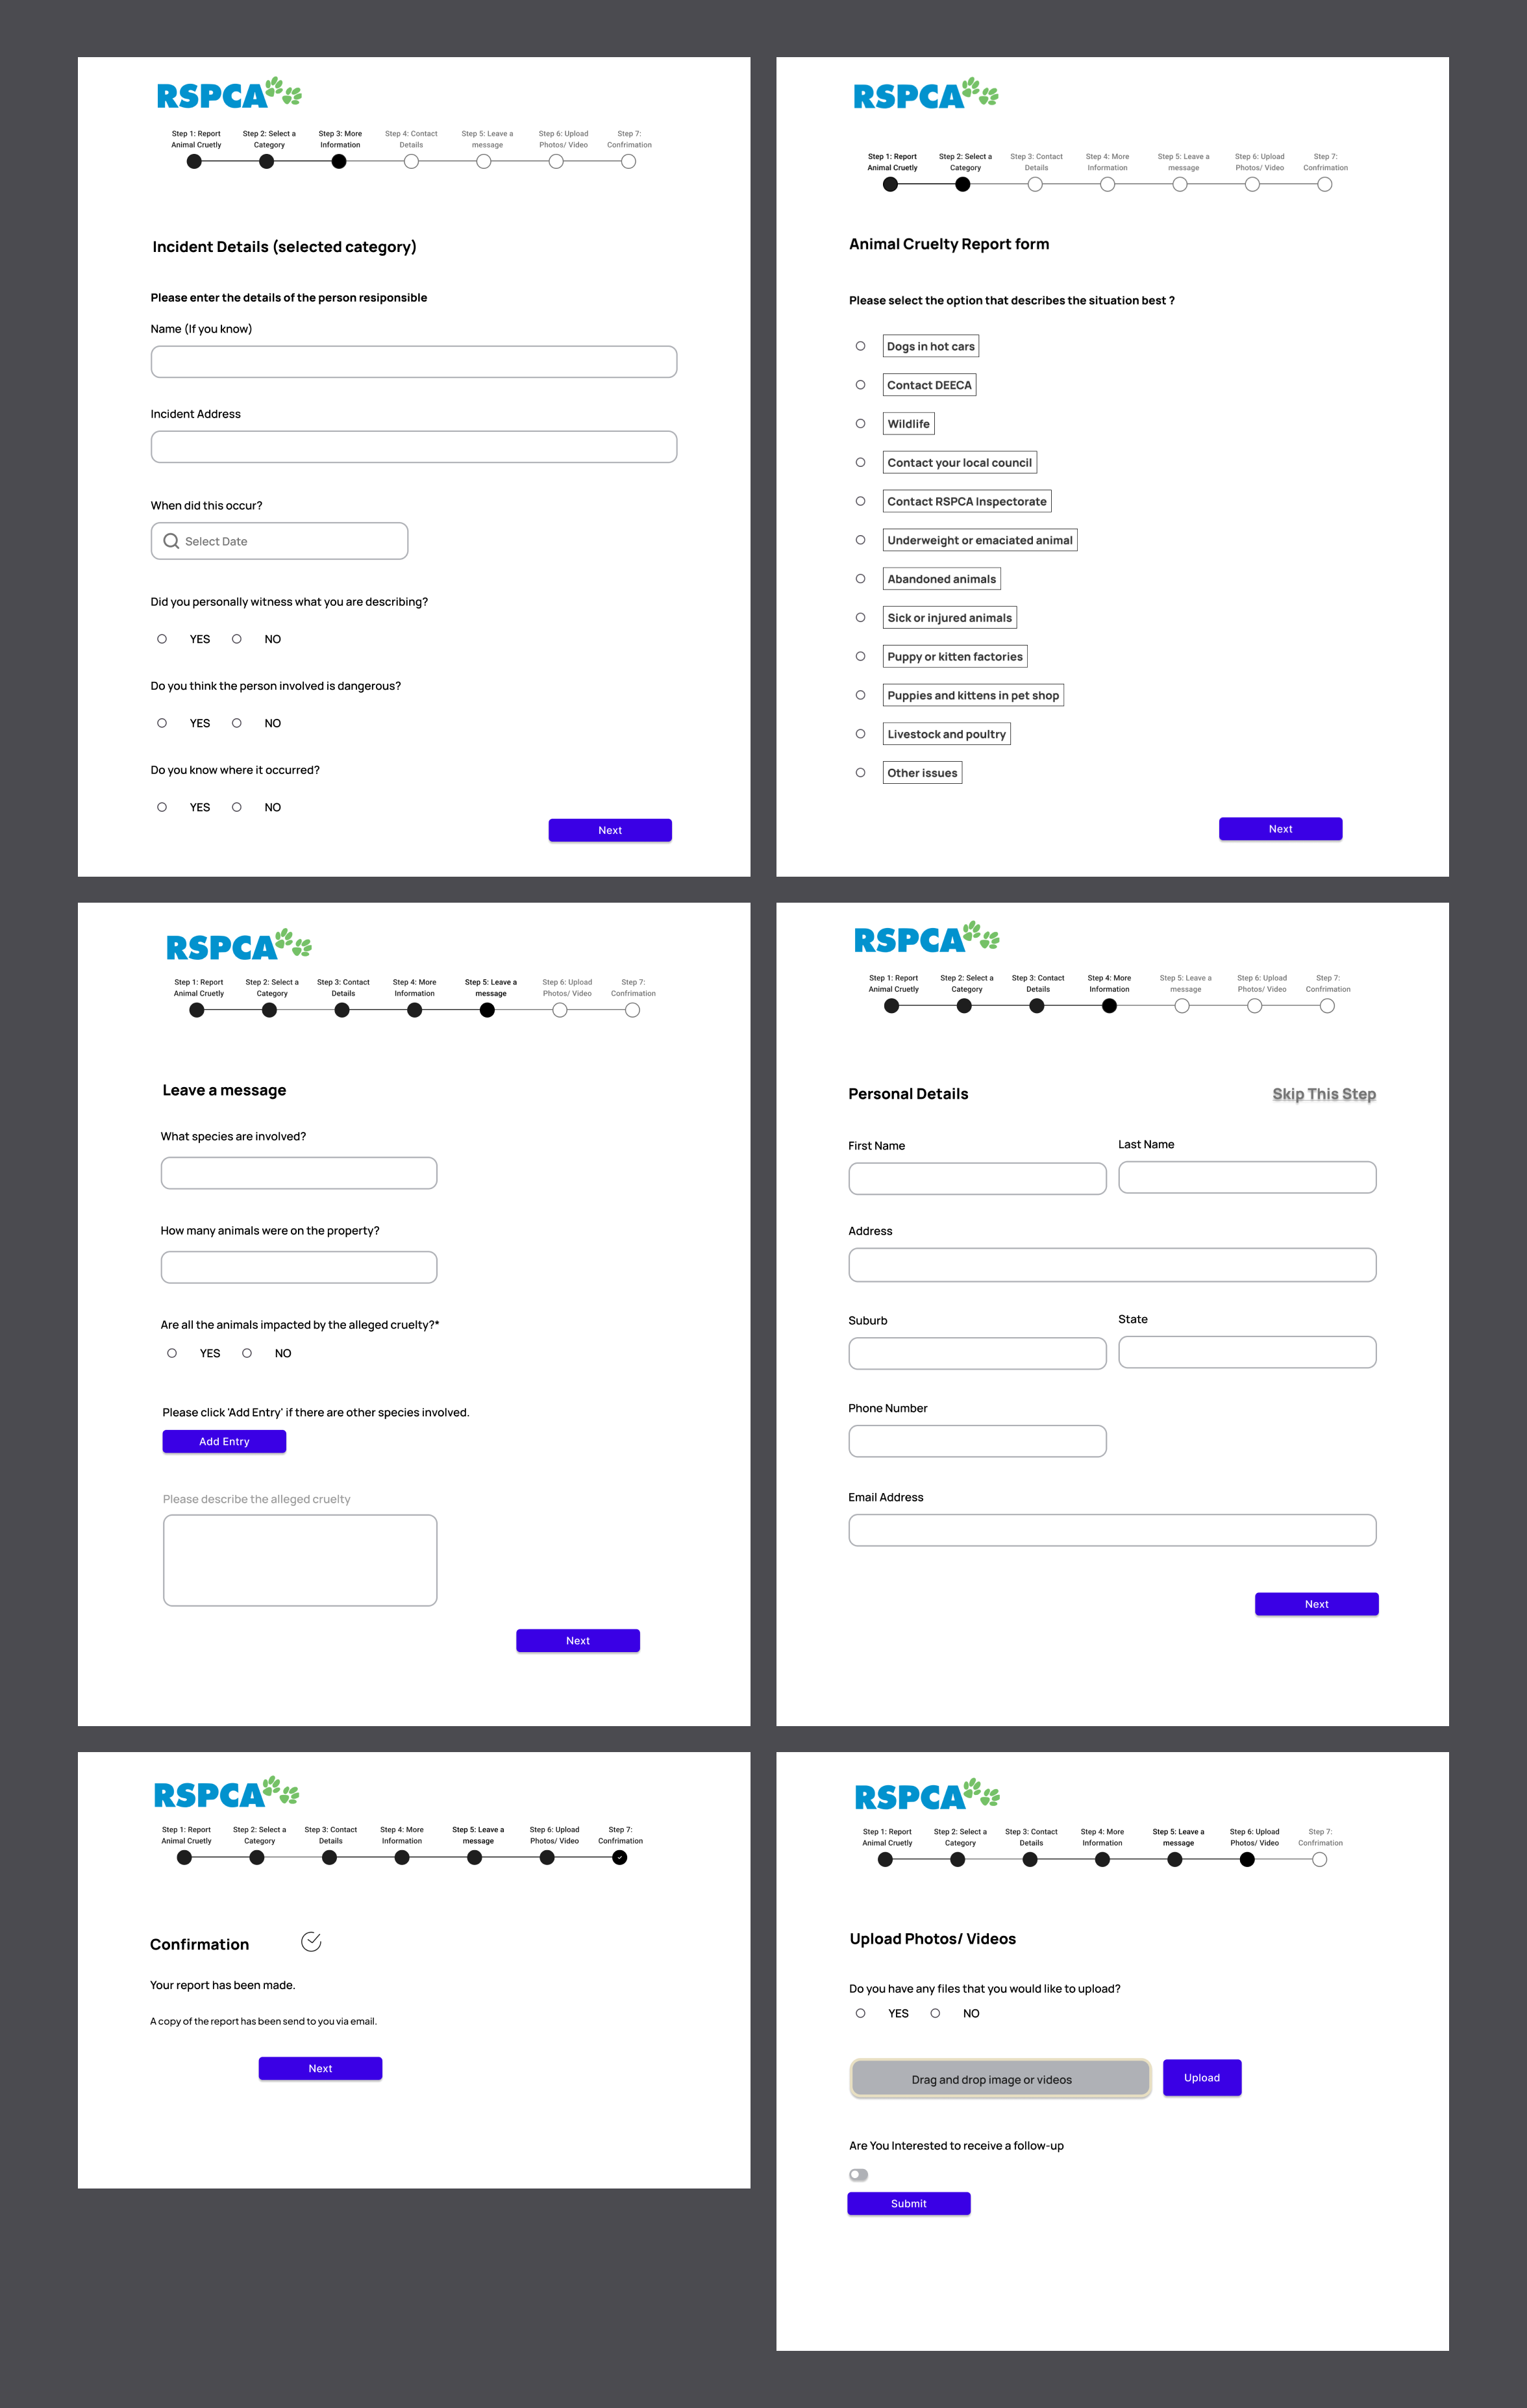 RSPCA
Step 1: Report
Animal Cruetly
Step 2: Select a
Category
Step 3: More
Information
Step 4: Contact
Details
Step 5: Leave a
message
Step 6: Upload
Photos/ Video
Step 7:
Confrimation
Incident Details (selected category)
Please enter the details of the person resiponsible
Name (If you know)
Incident Address
When did this occur?
Select Date
Did you personally witness what you are describing?
YES NO
Do you think the person involved is dangerous?
YES NO
Do you know where it occurred?
YES NO
Next
RSPCA
Step 1: Report
Animal Cruetly
Step 2: Select a
Category
Step 3: Contact
Details
Step 4: More
Information
Step 5: Leave a
message
Step 6: Upload
Photos/ Video
Step 7:
Confrimation
Animal Cruelty Report form
Please select the option that describes the situation best ?
Dogs in hot cars
Contact DEECA
Wildlife
Contact your local council
Contact RSPCA Inspectorate
Underweight or emaciated animal
Abandoned animals
Sick or injured animals
Puppy or kitten factories
Puppies and kittens in pet shop
Livestock and poultry
Other issues
Next
RSPCA
Step 1: Report
Animal Cruetly
Step 2: Select a
Category
Step 3: Contact
Details
Step 4: More
Information
Step 5: Leave a
message
Step 6: Upload
Photos/ Video
Step 7:
Confrimation
Leave a message
What species are involved?
How many animals were on the property?
Are all the animals impacted by the alleged cruelty?*
YES NO
Please click 'Add Entry' if there are other species involved.
Add Entry
Please describe the alleged cruelty
Next
RSPCA
Step 1: Report
Animal Cruetly
Step 2: Select a
Category
Step 3: Contact
Details
Step 4: More
Information
Step 5: Leave a
message
Step 6: Upload
Photos/ Video
Step 7:
Confrimation
Personal Details
Skip This Step
First Name
Last Name
Address
Suburb
State
Phone Number
Email Address
Next
RSPCA
Step 1: Report
Animal Cruetly
Step 2: Select a
Category
Step 3: Contact
Details
Step 4: More
Information
Step 5: Leave a
message
Step 6: Upload
Photos/ Video
Step 7:
Confrimation
Confirmation
Your report has been made.
A copy of the report has been send to you via email.
Next
RSPCA
Step 1: Report
Animal Cruetly
Step 2: Select a
Category
Step 3: Contact
Details
Step 4: More
Information
Step 5: Leave a
message
Step 6: Upload
Photos/ Video
Step 7:
Confrimation
Upload Photos/ Videos
Do you have any files that you would like to upload?
YES NO
Drag and drop image or videos
Upload
Are You Interested to receive a follow-up
Submit